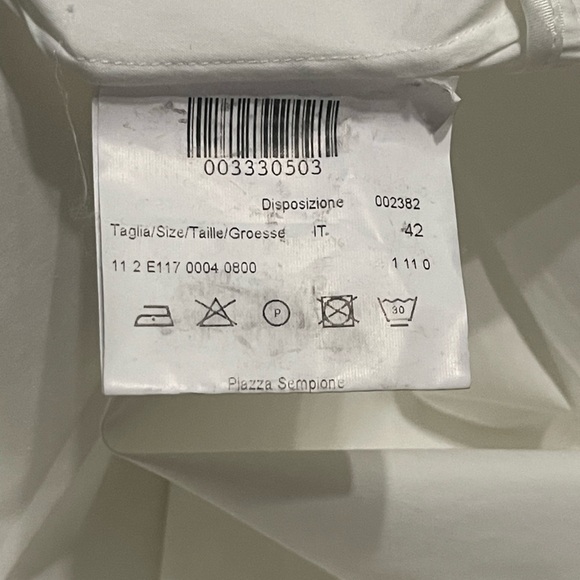 003330503
Disposizione 002382
Taglia/Size/Taille/Groesse IT. 42
11 2 E117 0004 0800 1 11 0
P 30
Piazza Sempione